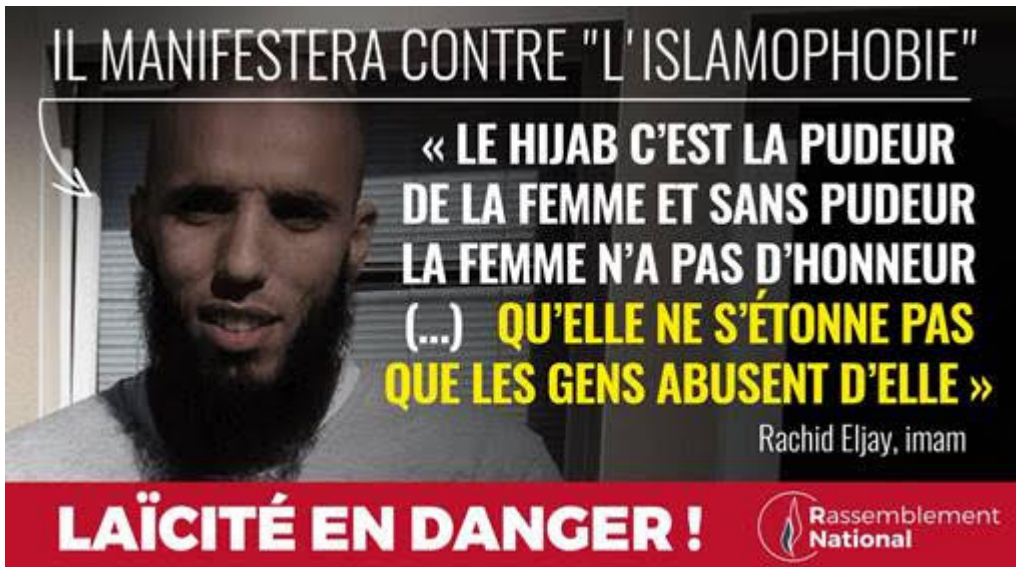 IL MANIFESTERA CONTRE "L'ISLAMOPHOBIE"
« LE HIJAB C'EST LA PUDEUR
DE LA FEMME ET SANS PUDEUR
LA FEMME N'A PAS D'HONNEUR
(...) QU'ELLE NE S'ÉTONNE PAS
QUE LES GENS ABUSENT D'ELLE »
Rachid Eljay, imam
LAÏCITÉ EN DANGER !
Rassemblement
National